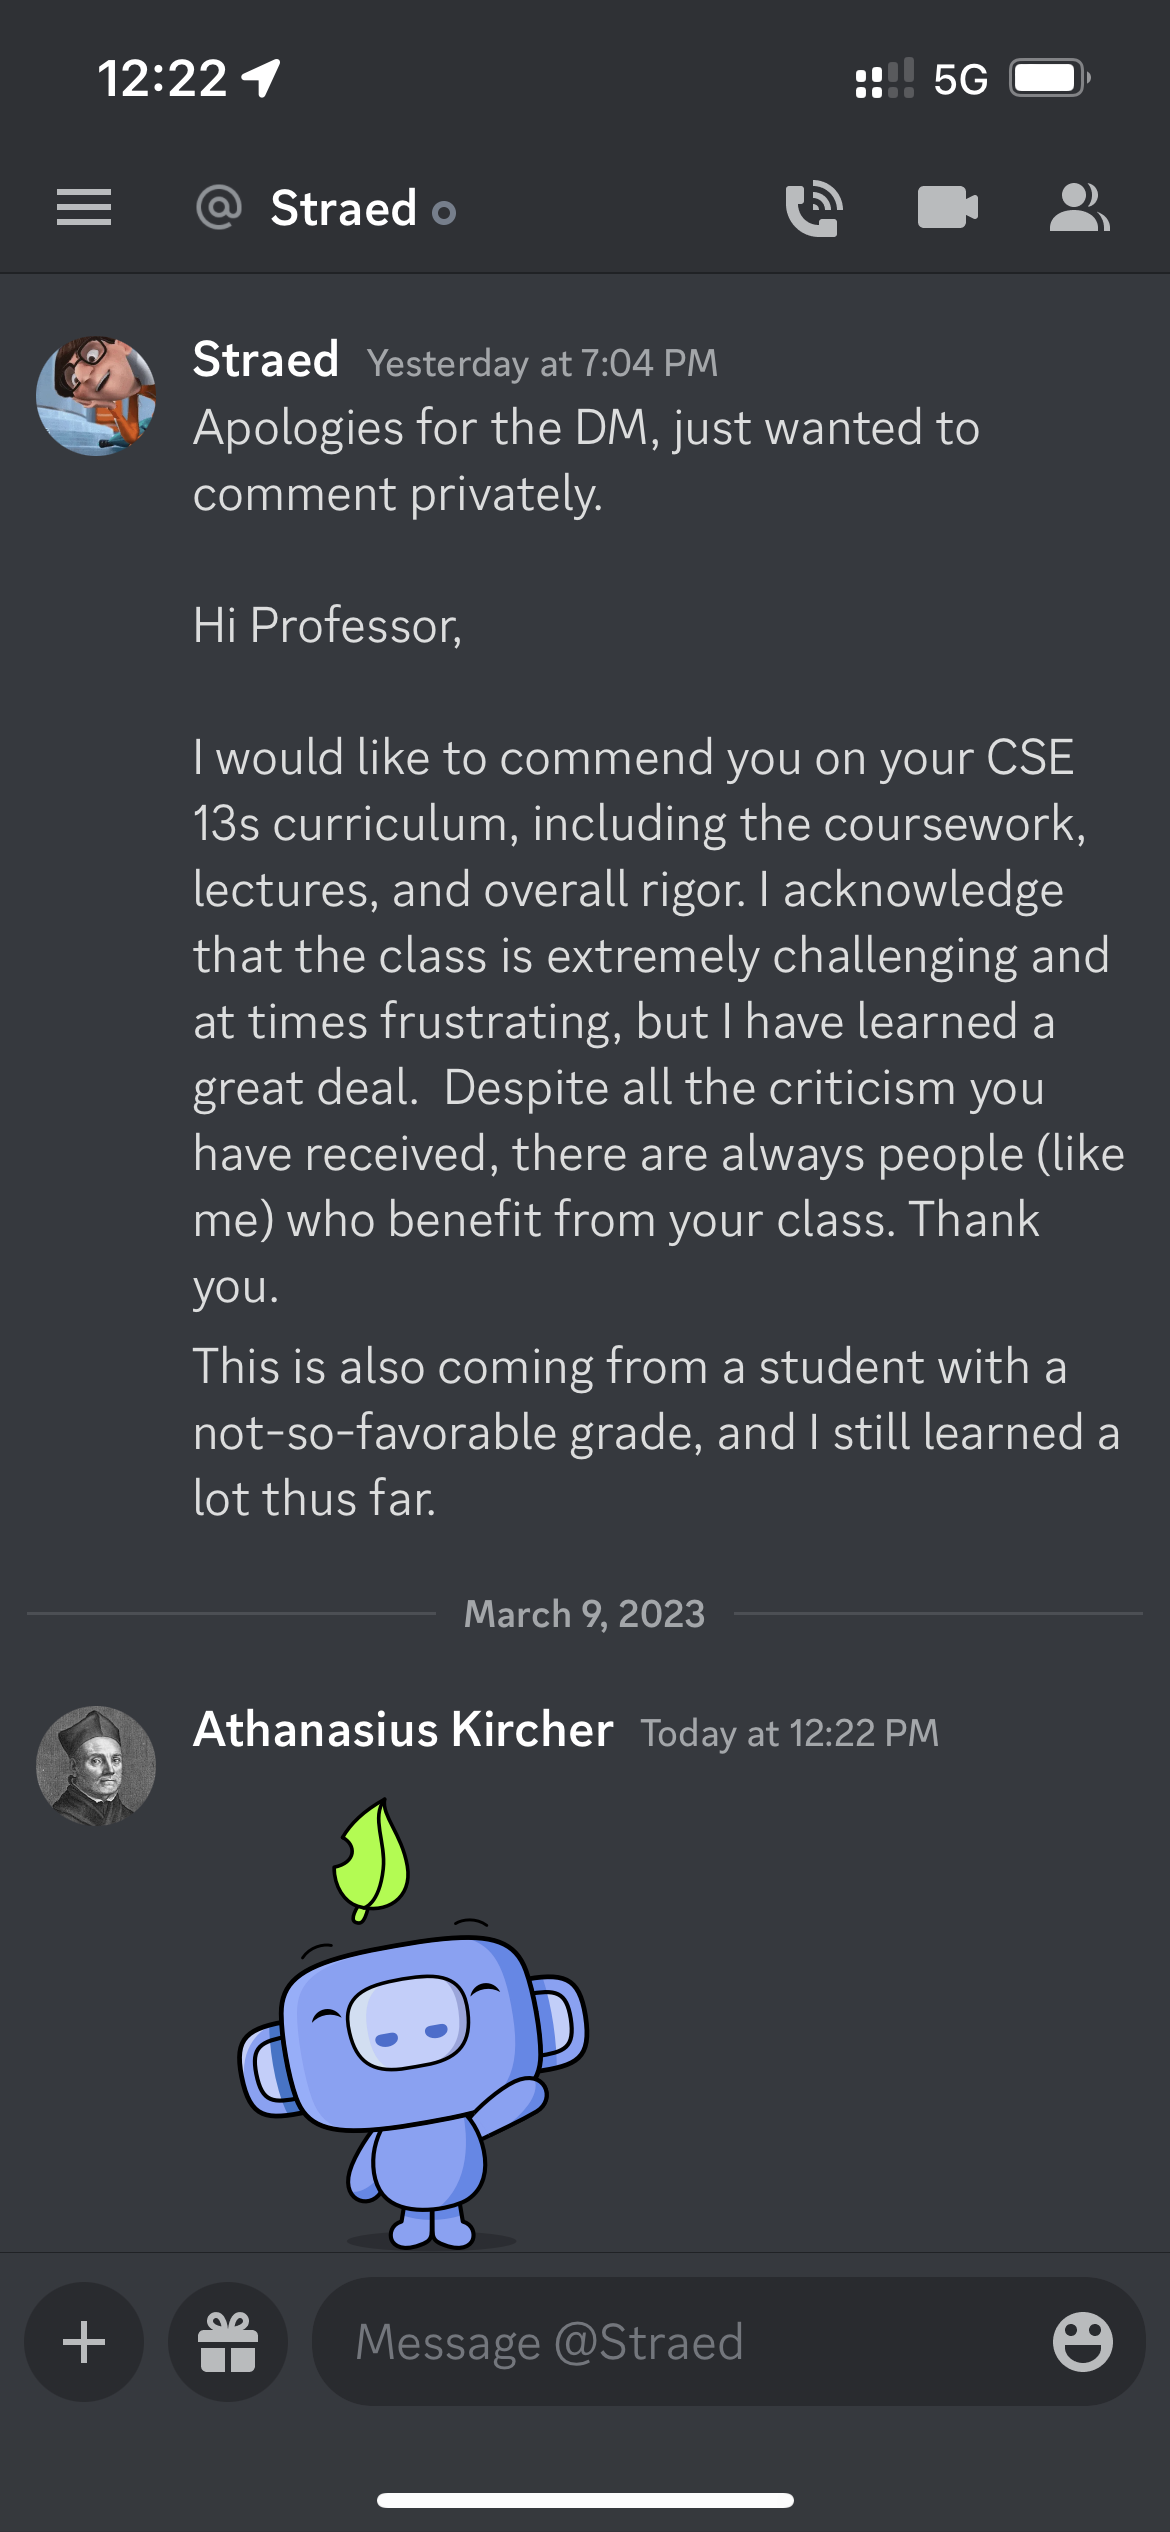 12:22
5G
@ Straed
Straed Yesterday at 7:04 PM
Apologies for the DM, just wanted to
comment privately.
Hi Professor,
I would like to commend you on your CSE
13s curriculum, including the coursework,
lectures, and overall rigor. I acknowledge
that the class is extremely challenging and
at times frustrating, but I have learned a
great deal.  Despite all the criticism you
have received, there are always people (like
me) who benefit from your class. Thank
you.
This is also coming from a student with a
not-so-favorable grade, and I still learned a
lot thus far.
March 9, 2023
Athanasius Kircher Today at 12:22 PM
Message @Straed